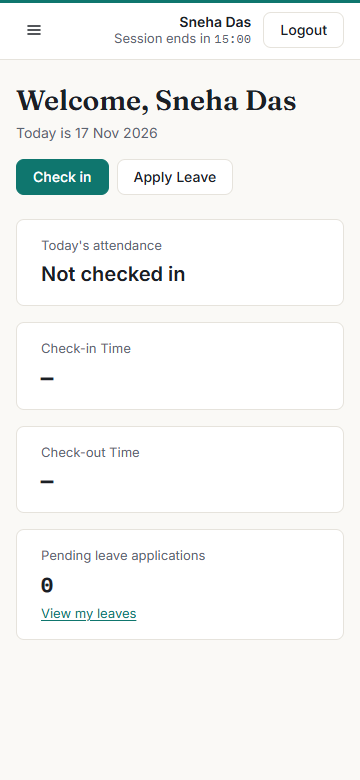 Sneha Das
Session ends in 15:00
Logout
Welcome, Sneha Das
Today is 17 Nov 2026
Check in
Apply Leave
Today's attendance
Not checked in
Check-in Time
—
Check-out Time
—
Pending leave applications
0
View my leaves